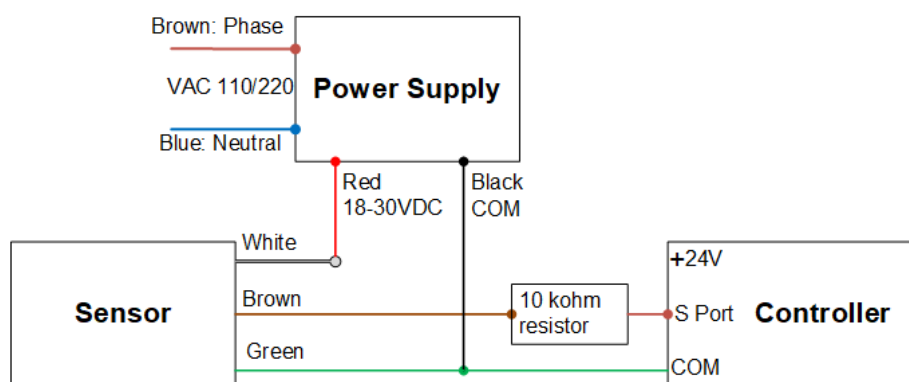 Brown: Phase
VAC 110/220
Power Supply
Blue: Neutral
Red
18-30VDC
Black
COM
White
+24V
Sensor
Brown
10 kohm
resistor
S Port
Controller
Green
COM